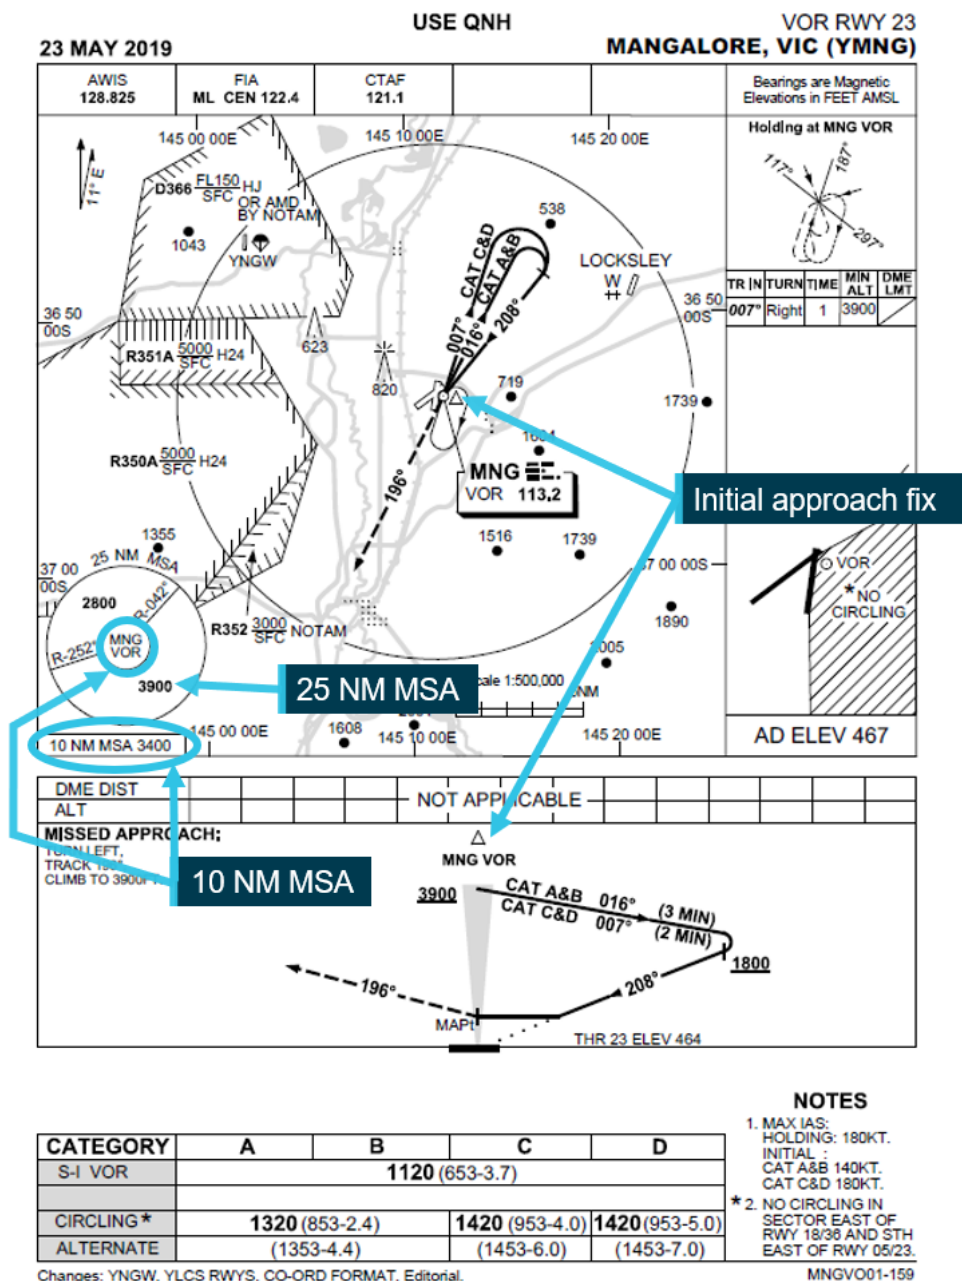 USE QNH
VOR RWY 23
23 MAY 2019
MANGALORE, VIC (YMNG)
AWIS
128.825
FIA
ML CEN 122.4
CTAF
121.1
Bearings are Magnetic
Elevations in FEET AMSL
145 00 00E
145 10 00E
145 20 00E
Holding at MNG VOR
117°
187°
297°
TR IN TURN TIME MIN ALT DME LMT
007° Right 1 3900
11° E
D366 FL150 HJ
SFC
OR AMD
BY NOTAM
1043
YNGW
538
CAT C&D
CAT A&B
007°
016°
208°
LOCKSLEY
W
36 50
00S
36 50
00S
623
R351A 5000 H24
SFC
820
719
1739
R350A 5000 H24
SFC
MNG
VOR 113.2
196°
Initial approach fix
1355
1516
1739
25 NM MSA
37 00
00S
37 00 00S
2800
R-042°
R-252°
MNG
VOR
3900
R352 3000 NOTAM
SFC
VOR
* NO
CIRCLING
1890
25 NM MSA
1:500,000
10 NM MSA 3400
145 00 00E
1608
145 10 00E
145 20 00E
AD ELEV 467
DME DIST
ALT
NOT APPLICABLE
MISSED APPROACH:
TURN LEFT,
TRACK
CLIMB TO
10 NM MSA
MNG VOR
3900
CAT A&B 016° (3 MIN)
CAT C&D 007° (2 MIN)
1800
208°
196°
MAPt
THR 23 ELEV 464
CATEGORY A B C D
S-I VOR 1120 (653-3.7)
CIRCLING * 1320 (853-2.4) 1420 (953-4.0) 1420 (953-5.0)
ALTERNATE (1353-4.4) (1453-6.0) (1453-7.0)
NOTES
1. MAX IAS:
HOLDING: 180KT.
INITIAL :
CAT A&B 140KT.
CAT C&D 180KT.
* 2. NO CIRCLING IN
SECTOR EAST OF
RWY 18/36 AND STH
EAST OF RWY 05/23.
Changes: YNGW, YLCS RWYS, CO-ORD FORMAT, Editorial.
MNGVO01-159